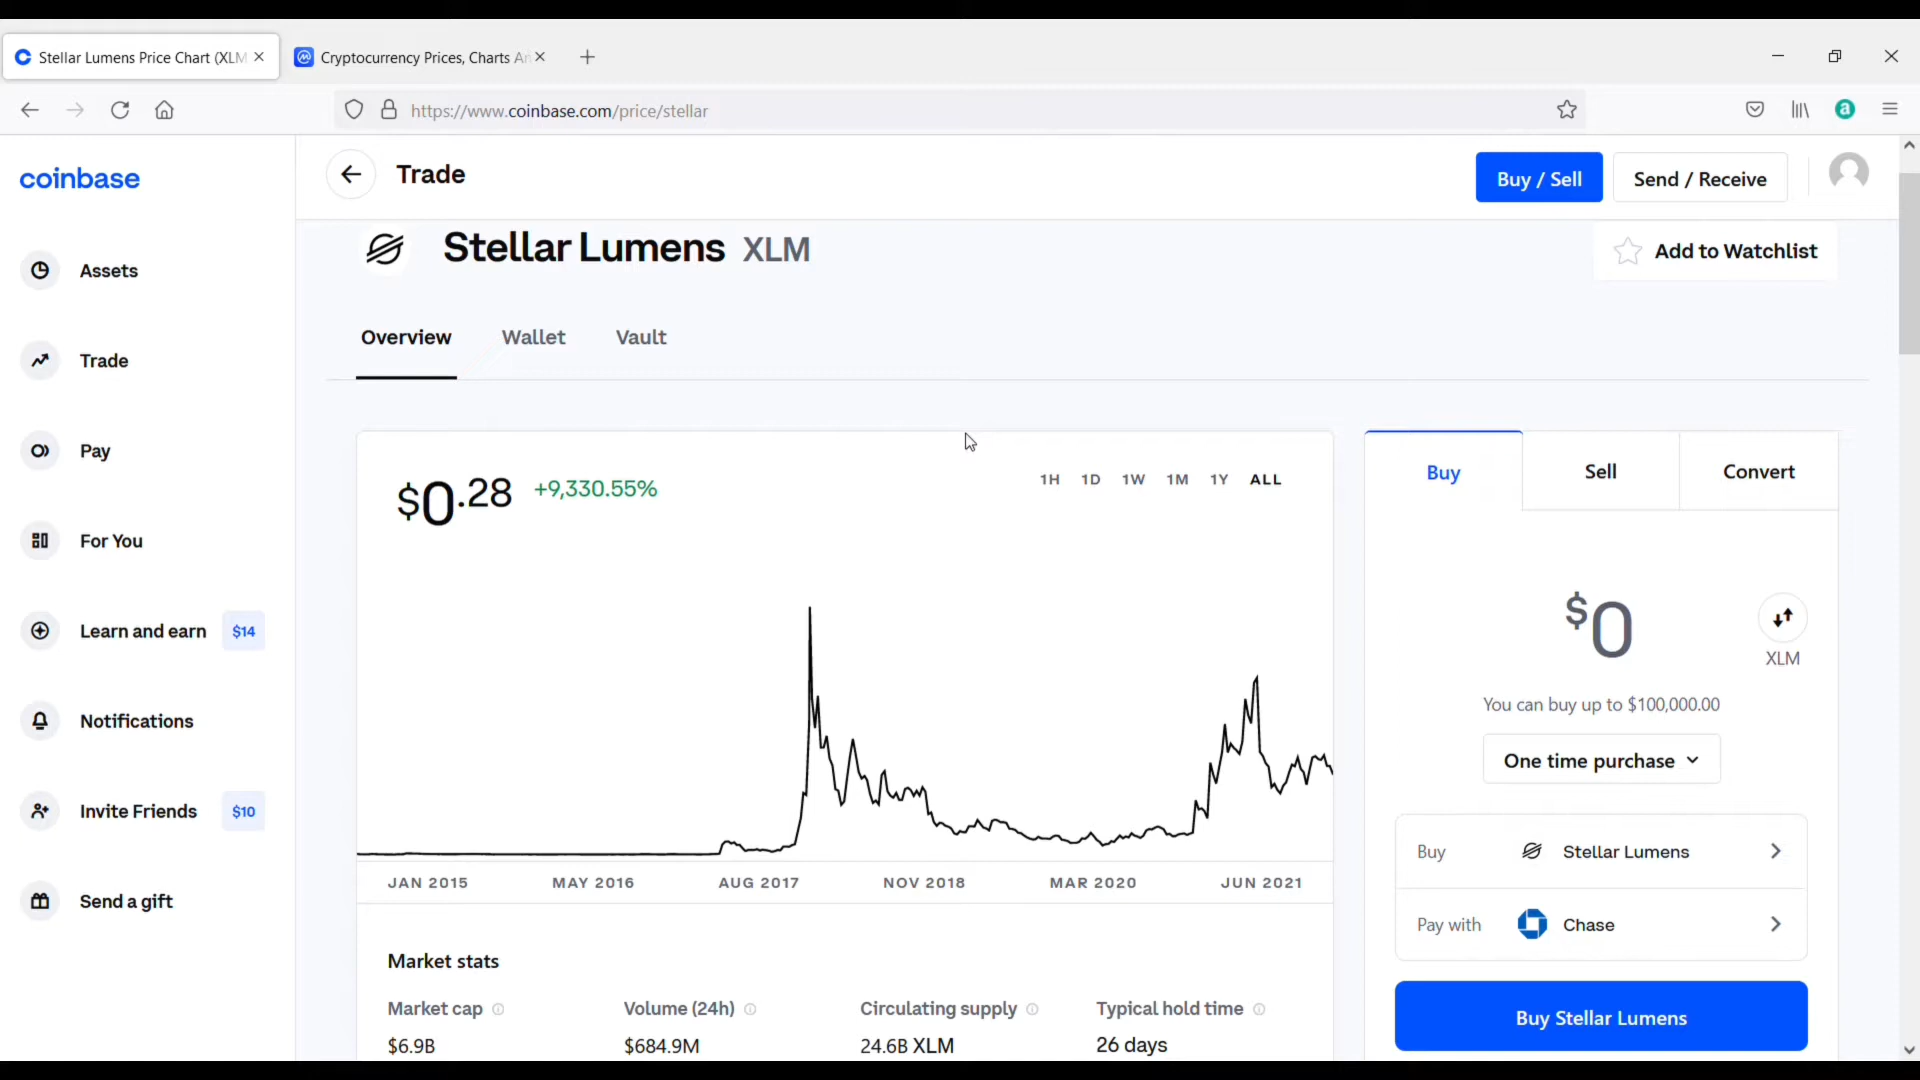 Stellar Lumens Price Chart (XLM
Cryptocurrency Prices, Charts An
https://www.coinbase.com/price/stellar
coinbase
Trade
Buy / Sell
Send / Receive
Stellar Lumens XLM
Add to Watchlist
Assets
Trade
Pay
For You
Learn and earn $14
Notifications
Invite Friends $10
Send a gift
Overview Wallet Vault
$0.28 +9,330.55%
1H 1D 1W 1M 1Y ALL
JAN 2015 MAY 2016 AUG 2017 NOV 2018 MAR 2020 JUN 2021
Market stats
Market cap Volume (24h) Circulating supply Typical hold time
$6.9B $684.9M 24.6B XLM 26 days
Buy Sell Convert
$0
XLM
You can buy up to $100,000.00
One time purchase
Buy Stellar Lumens
Pay with Chase
Buy Stellar Lumens